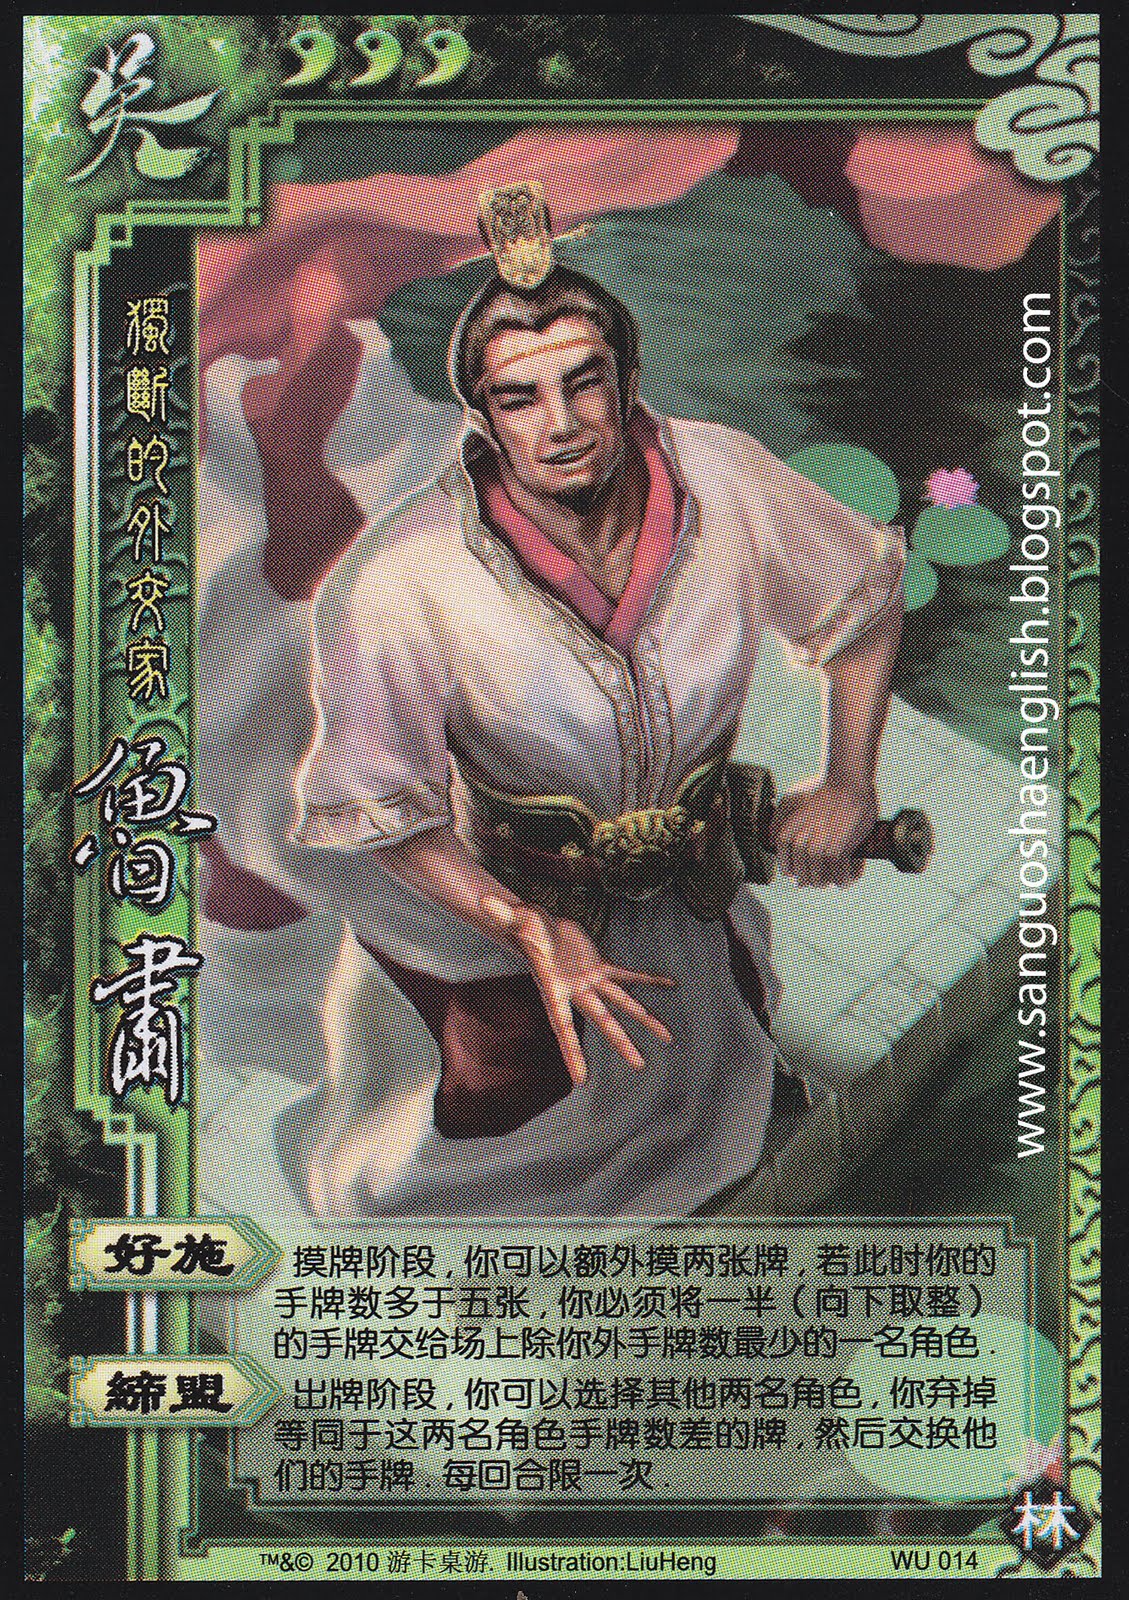 吴
獨斷的外交家
魯肅
www.sanguoshaenglish.blogspot.com
好施
摸牌阶段,你可以额外摸两张牌,若此时你的
手牌数多于五张,你必须将一半(向下取整)
的手牌交给场上除你外手牌数最少的一名角色.
締盟
出牌阶段,你可以选择其他两名角色,你弃掉
等同于这两名角色手牌数差的牌,然后交换他
们的手牌.每回合限一次.
林
™&© 2010 游卡桌游. Illustration:LiuHeng
WU 014